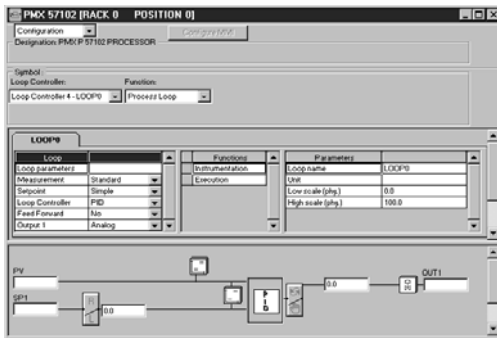 PMX 57102 [RACK 0 POSITION 0]
Configuration
Configure MMI
Designation: PMX P 57102 PROCESSOR
Symbol:
Loop Controller: Function:
Loop Controller 4 - LOOP0 Process Loop
LOOP0
Loop Functions Parameters
Loop parameters Instrumentation Loop name LOOP0
Measurement Standard Execution Unit
Setpoint Simple Low scale (phy.) 0.0
Loop Controller PID High scale (phy.) 100.0
Feed Forward No
Output 1 Analog
PV
SP1
R
L
0.0
PID
0.0
OUT1